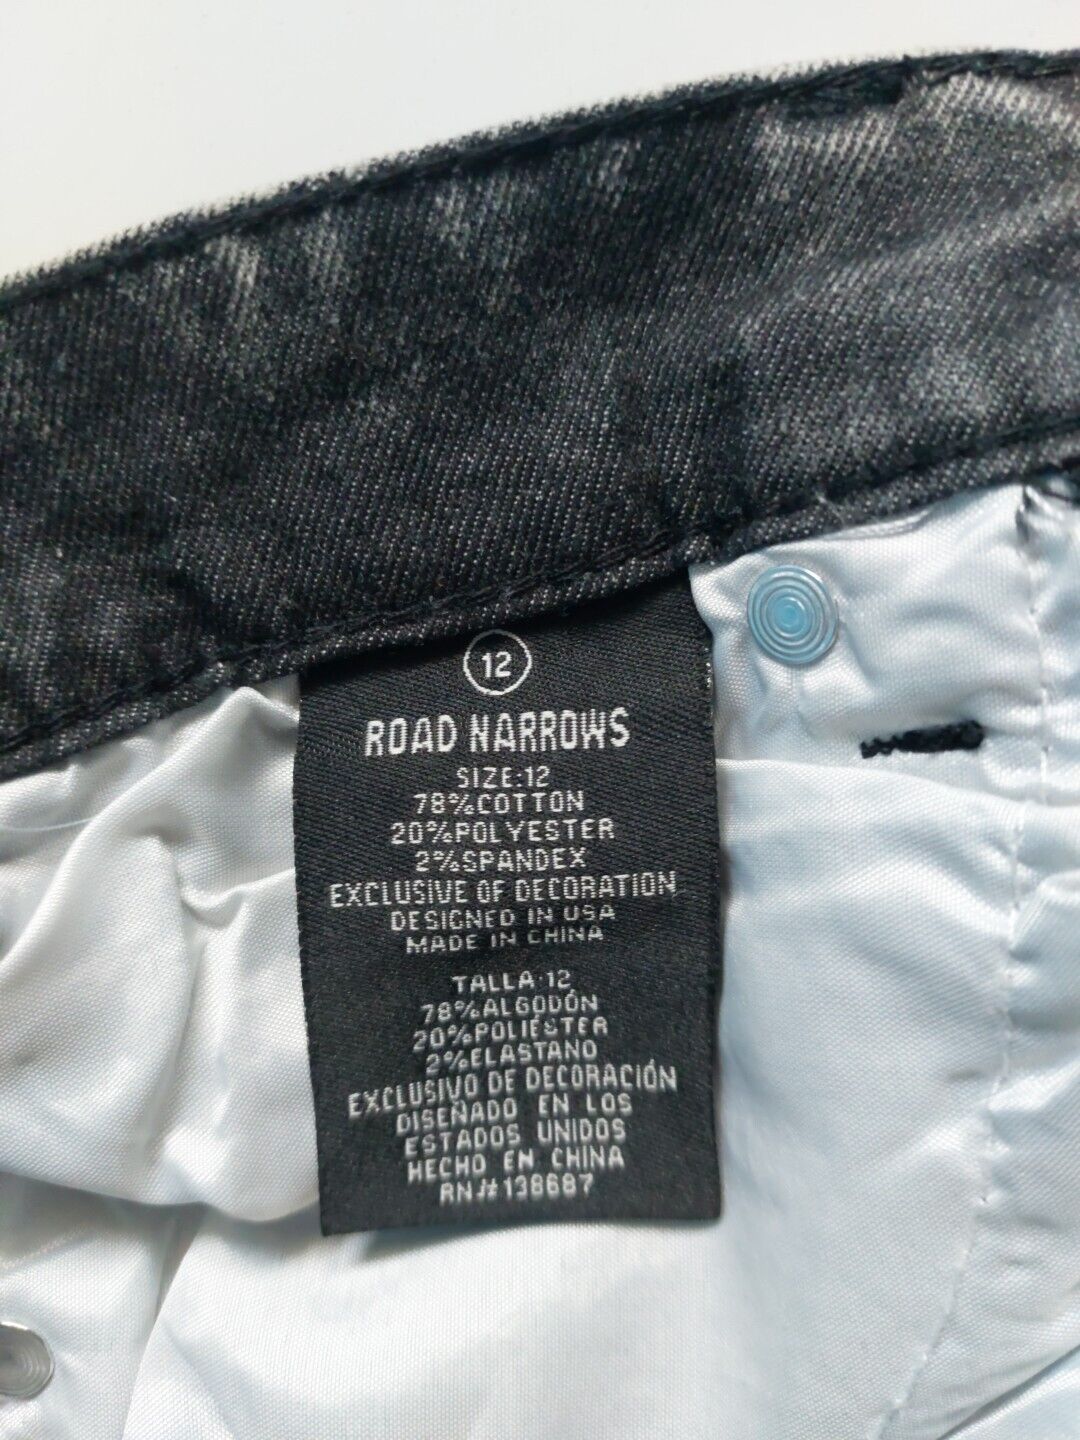 12
ROAD NARROWS
SIZE:12
78%COTTON
20%POLYESTER
2%SPANDEX
EXCLUSIVE OF DECORATION
DESIGNED IN USA
MADE IN CHINA
TALLA:12
78%ALGODÓN
20%POLIÉSTER
2%ELASTANO
EXCLUSIVO DE DECORACIÓN
DISEÑADO EN LOS
ESTADOS UNIDOS
HECHO EN CHINA
RN#138687